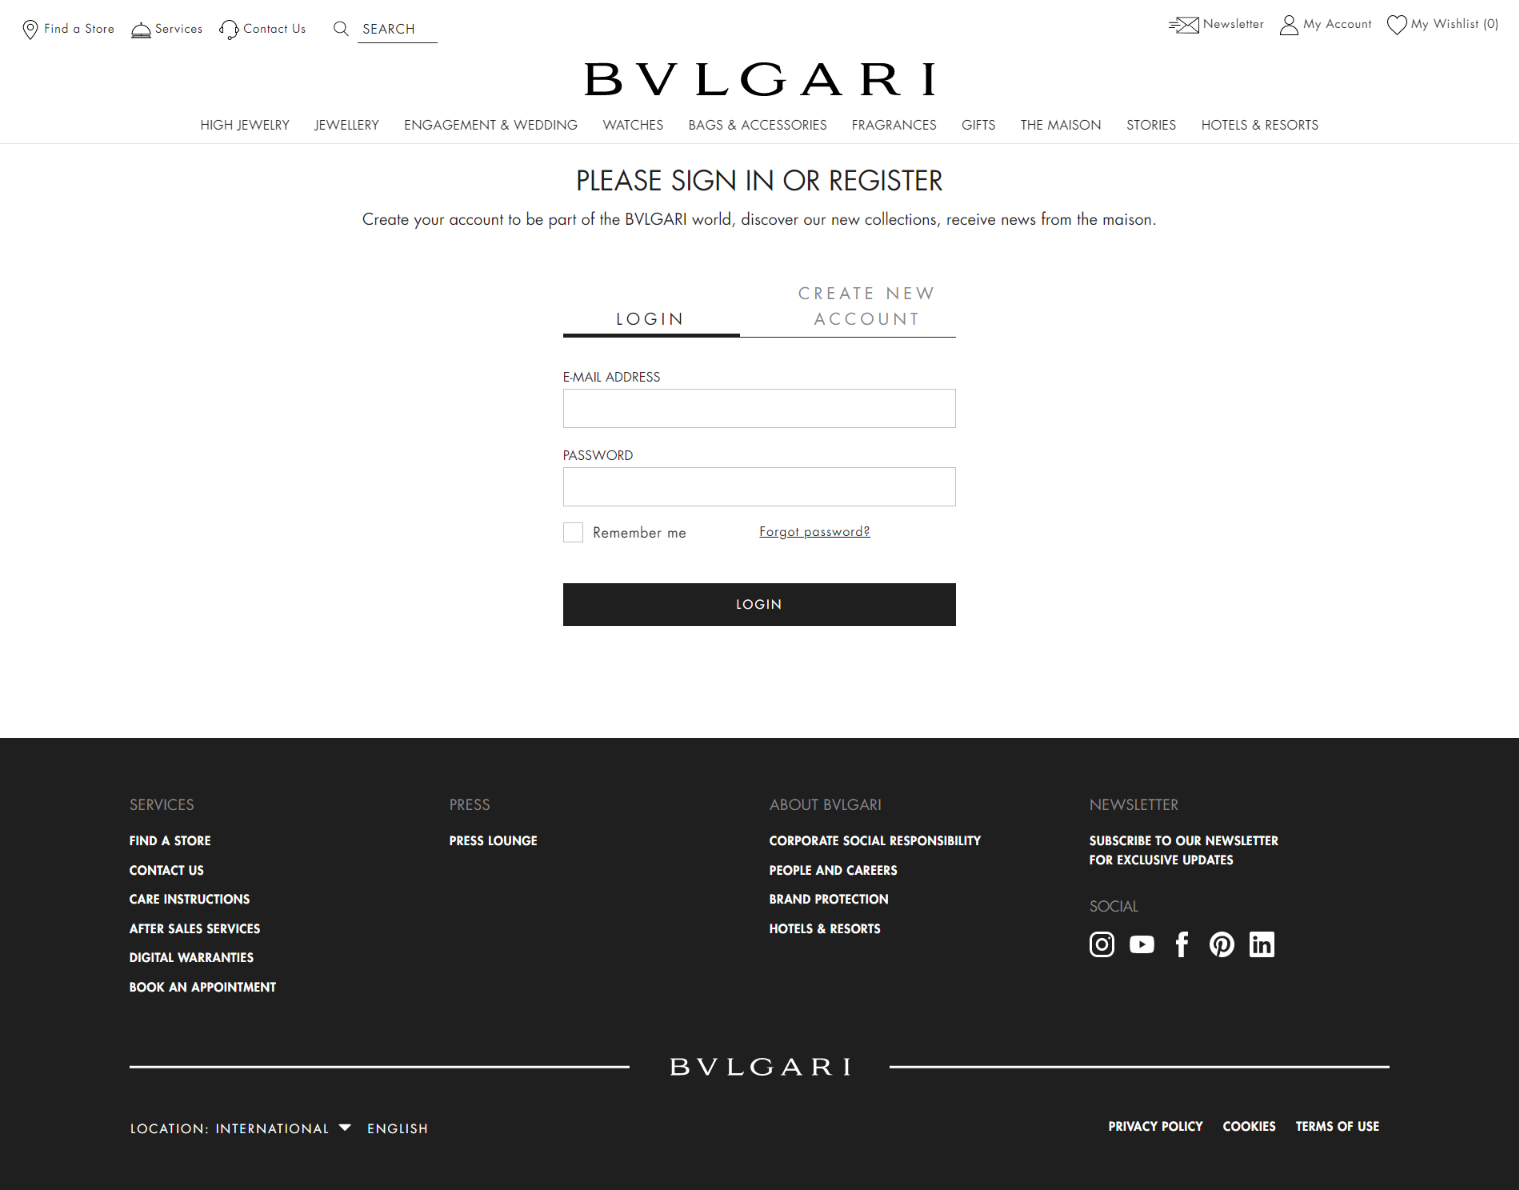 Find a Store Services Contact Us SEARCH Newsletter My Account My Wishlist (0)
BVLGARI
HIGH JEWELRY JEWELLERY ENGAGEMENT & WEDDING WATCHES BAGS & ACCESSORIES FRAGRANCES GIFTS THE MAISON STORIES HOTELS & RESORTS
PLEASE SIGN IN OR REGISTER
Create your account to be part of the BVLGARI world, discover our new collections, receive news from the maison.
LOGIN
CREATE NEW
ACCOUNT
E-MAIL ADDRESS
PASSWORD
Remember me Forgot password?
LOGIN
SERVICES
FIND A STORE
CONTACT US
CARE INSTRUCTIONS
AFTER SALES SERVICES
DIGITAL WARRANTIES
BOOK AN APPOINTMENT
PRESS
PRESS LOUNGE
ABOUT BVLGARI
CORPORATE SOCIAL RESPONSIBILITY
PEOPLE AND CAREERS
BRAND PROTECTION
HOTELS & RESORTS
NEWSLETTER
SUBSCRIBE TO OUR NEWSLETTER
FOR EXCLUSIVE UPDATES
SOCIAL
BVLGARI
LOCATION: INTERNATIONAL ENGLISH
PRIVACY POLICY COOKIES TERMS OF USE